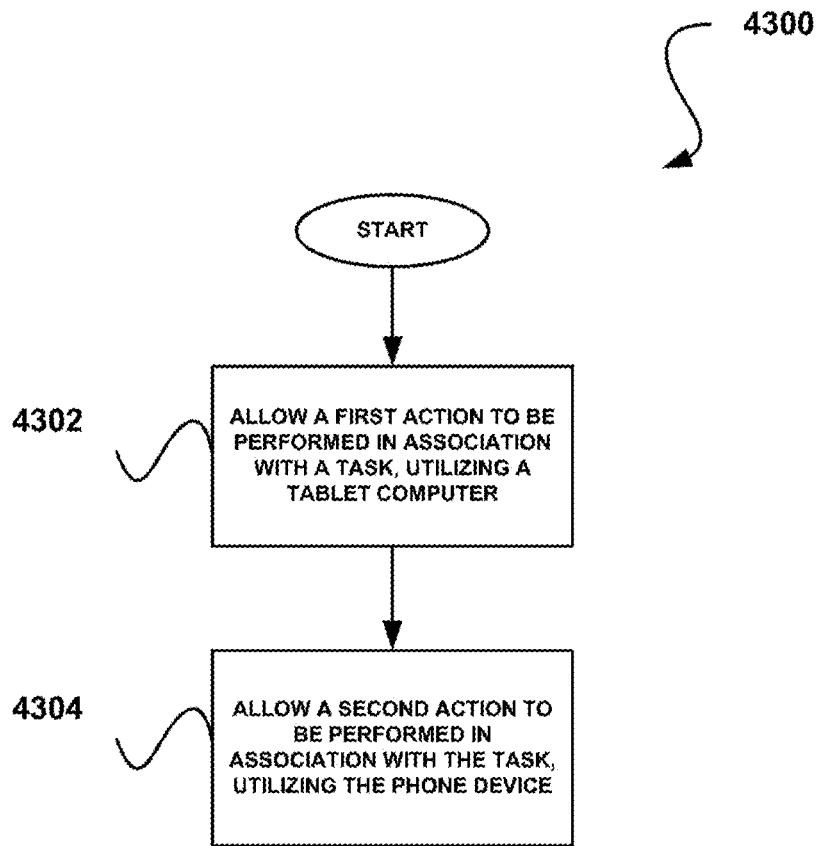 4300
START
4302
ALLOW A FIRST ACTION TO BE
PERFORMED IN ASSOCIATION
WITH A TASK, UTILIZING A
TABLET COMPUTER
4304
ALLOW A SECOND ACTION TO
BE PERFORMED IN
ASSOCIATION WITH THE TASK,
UTILIZING THE PHONE DEVICE